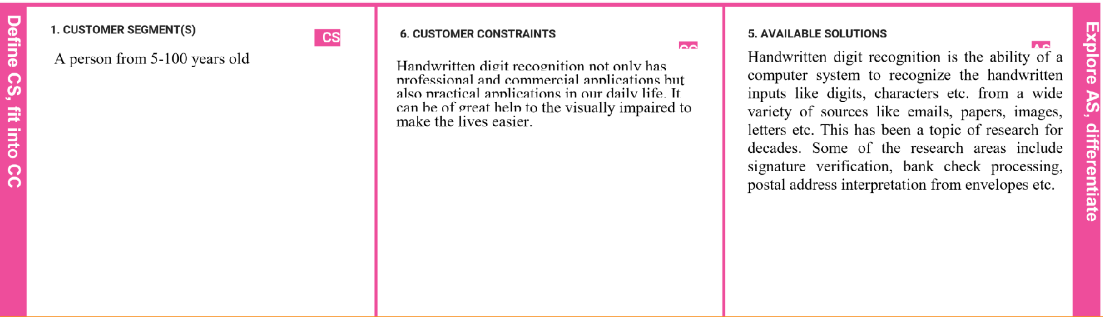 Define CS, fit into CC
1. CUSTOMER SEGMENT(S)
CS
A person from 5-100 years old
6. CUSTOMER CONSTRAINTS
CC
Handwritten digit recognition not only has
professional and commercial applications but
also practical applications in our daily life. It
can be of great help to the visually impaired to
make the lives easier.
5. AVAILABLE SOLUTIONS
AS
Handwritten digit recognition is the ability of a
computer system to recognize the handwritten
inputs like digits, characters etc. from a wide
variety of sources like emails, papers, images,
letters etc. This has been a topic of research for
decades. Some of the research areas include
signature verification, bank check processing,
postal address interpretation from envelopes etc.
Explore AS, differentiate